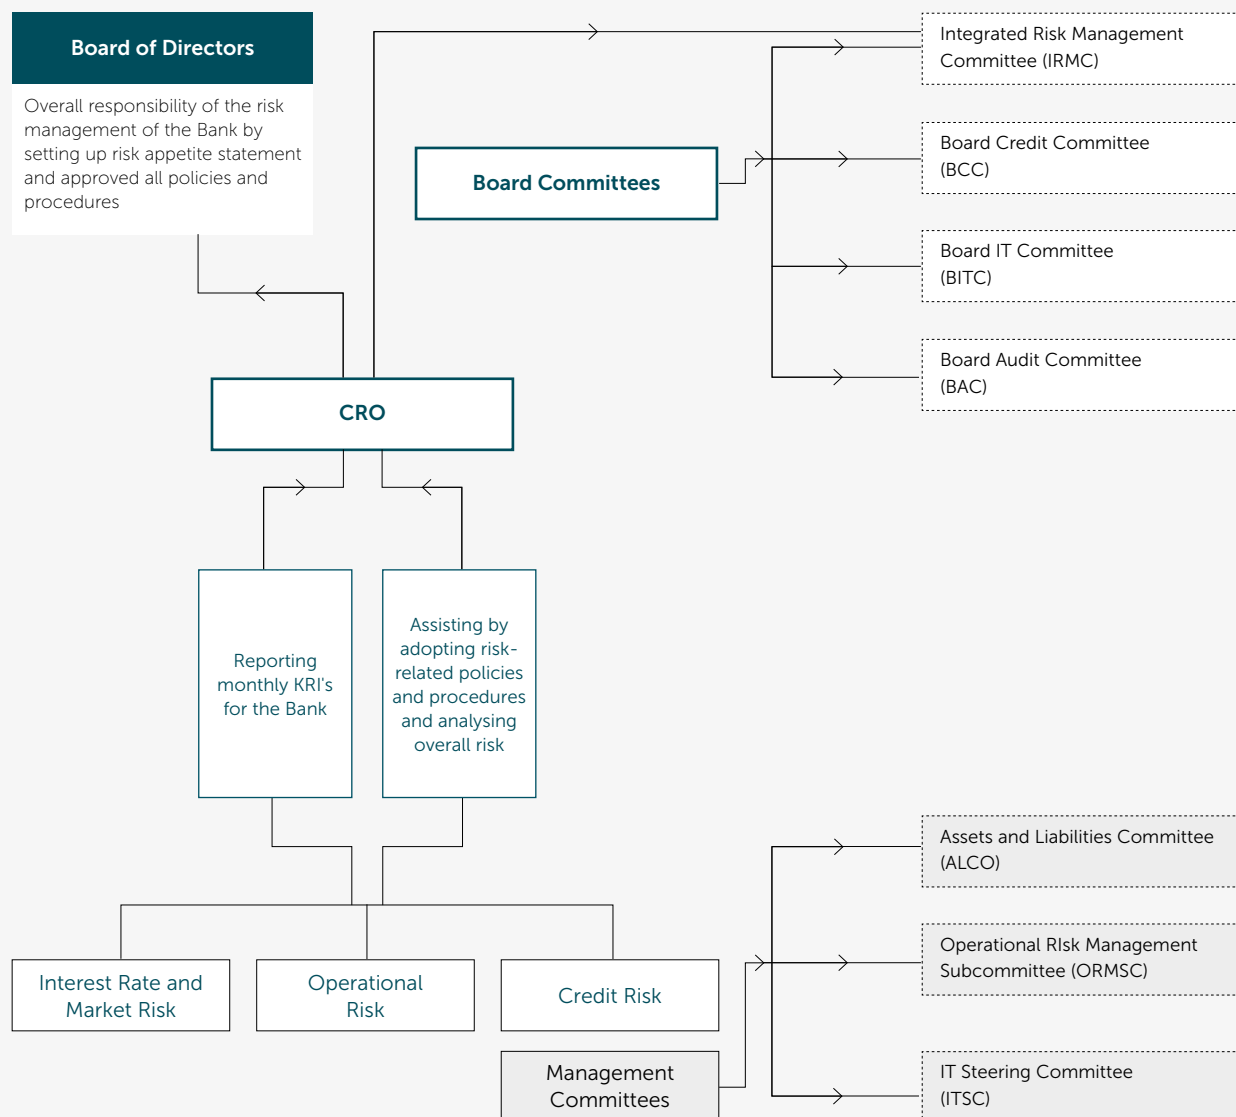 Board of Directors
Overall responsibility of the risk
management of the Bank by
setting up risk appetite statement
and approved all policies and
procedures
Board Committees
Integrated Risk Management
Committee (IRMC)
Board Credit Committee
(BCC)
Board IT Committee
(BITC)
Board Audit Committee
(BAC)
CRO
Reporting
monthly KRI's
for the Bank
Assisting by
adopting risk-
related policies
and procedures
and analysing
overall risk
Interest Rate and
Market Risk
Operational
Risk
Credit Risk
Management
Committees
Assets and Liabilities Committee
(ALCO)
Operational RIsk Management
Subcommittee (ORMSC)
IT Steering Committee
(ITSC)